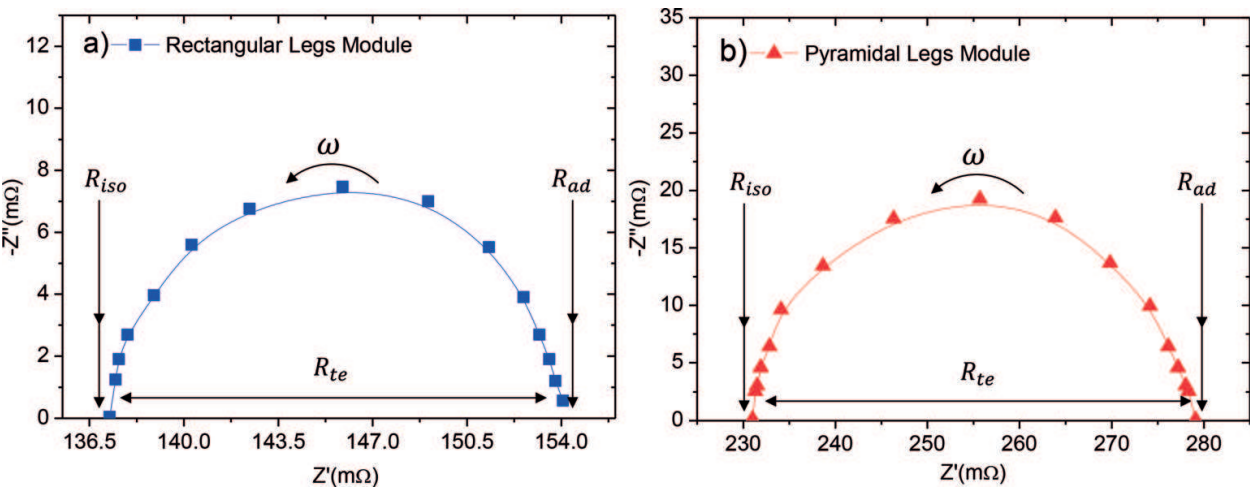 a) Rectangular Legs Module
12
10
8
6
4
2
0
-Z''(mΩ)
ω
R_iso
R_ad
R_te
136.5 140.0 143.5 147.0 150.5 154.0
Z'(mΩ)
b) Pyramidal Legs Module
35
30
25
20
15
10
5
0
-Z''(mΩ)
ω
R_iso
R_ad
R_te
230 240 250 260 270 280
Z'(mΩ)